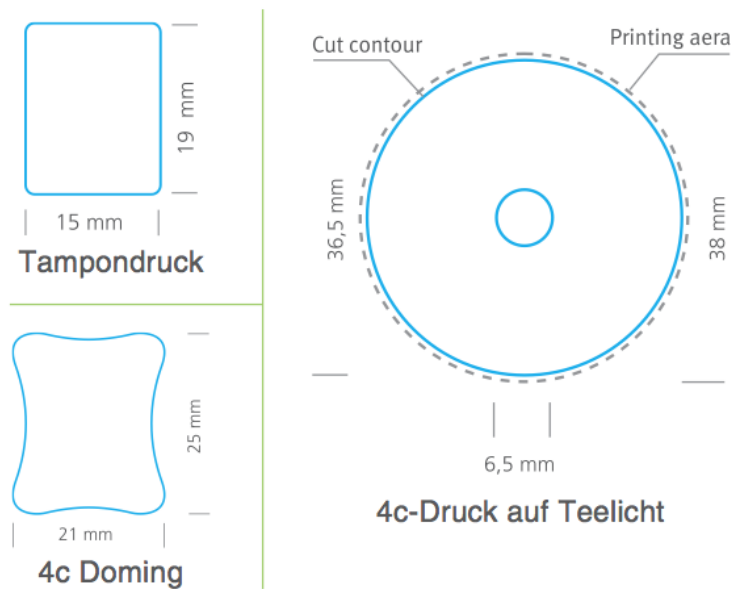 19 mm
15 mm
Tampondruck
25 mm
21 mm
4c Doming
Cut contour
Printing aera
36,5 mm
38 mm
6,5 mm
4c-Druck auf Teelicht